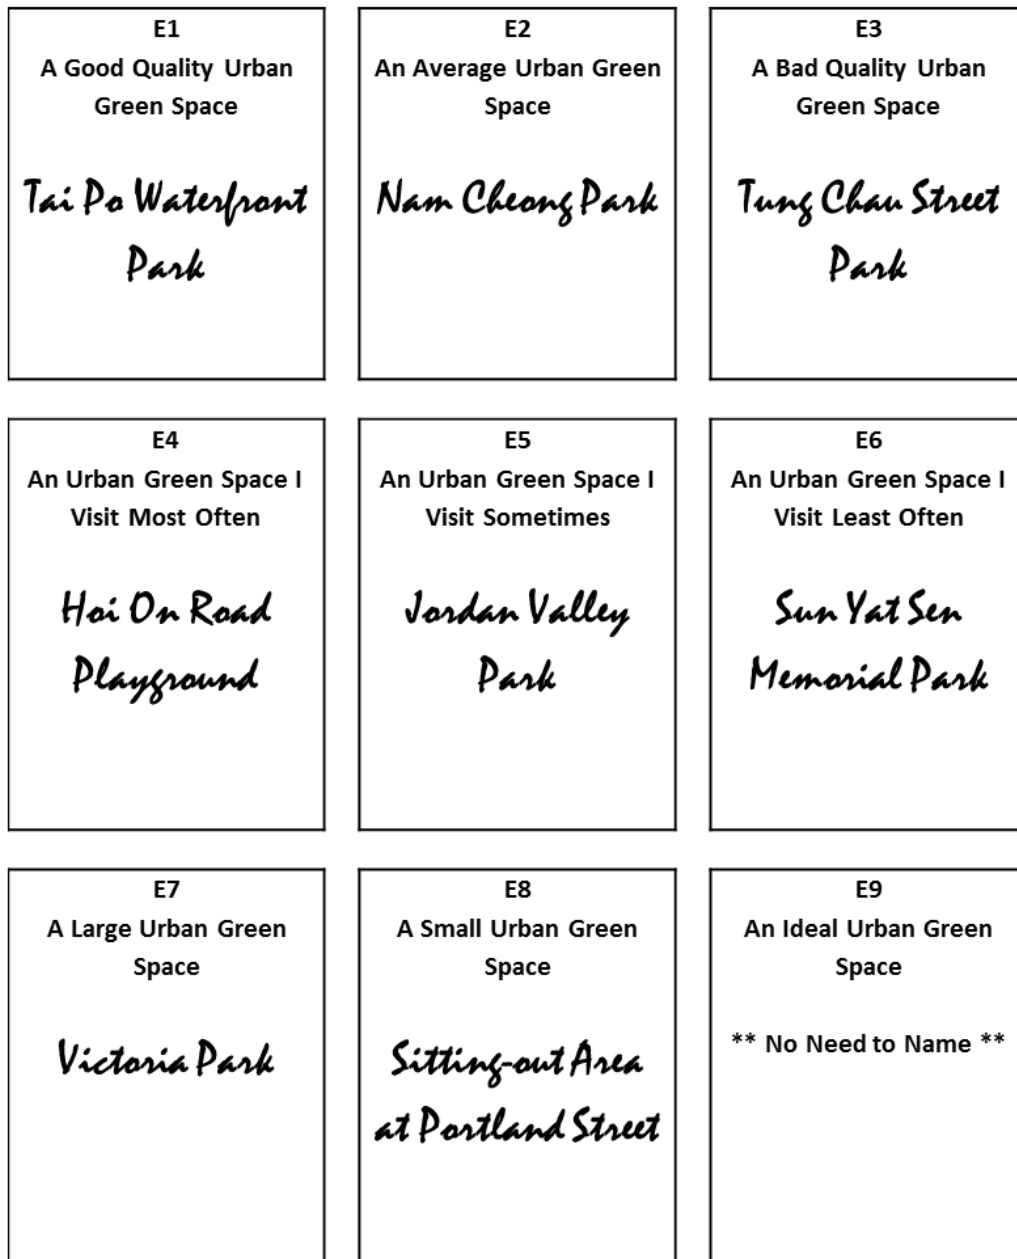 E1
A Good Quality Urban
Green Space
Tai Po Waterfront
Park
E2
An Average Urban Green
Space
Nam Cheong Park
E3
A Bad Quality Urban
Green Space
Tung Chau Street
Park
E4
An Urban Green Space I
Visit Most Often
Hoi On Road
Playground
E5
An Urban Green Space I
Visit Sometimes
Jordan Valley
Park
E6
An Urban Green Space I
Visit Least Often
Sun Yat Sen
Memorial Park
E7
A Large Urban Green
Space
Victoria Park
E8
A Small Urban Green
Space
Sitting-out Area
at Portland Street
E9
An Ideal Urban Green
Space
** No Need to Name **